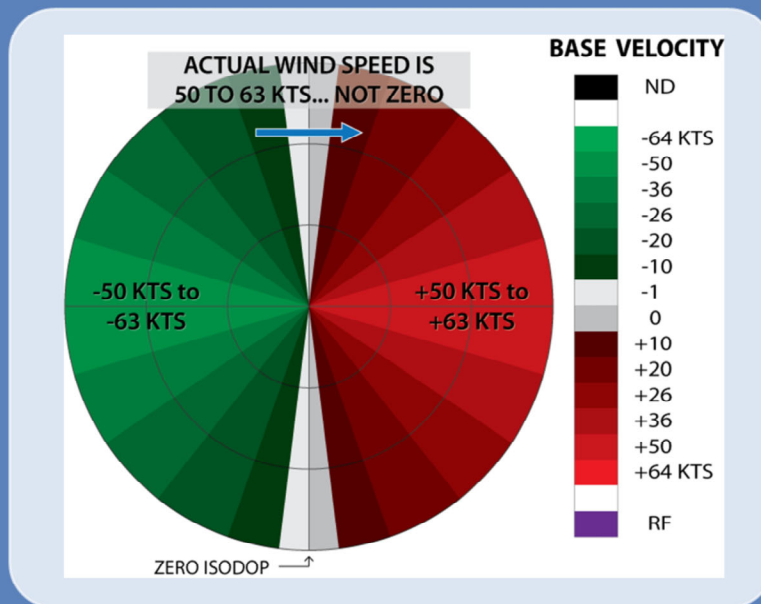 ACTUAL WIND SPEED IS
50 TO 63 KTS... NOT ZERO
-50 KTS to
-63 KTS
+50 KTS to
+63 KTS
ZERO ISODOP
BASE VELOCITY
ND
-64 KTS
-50
-36
-26
-20
-10
-1
0
+10
+20
+26
+36
+50
+64 KTS
RF